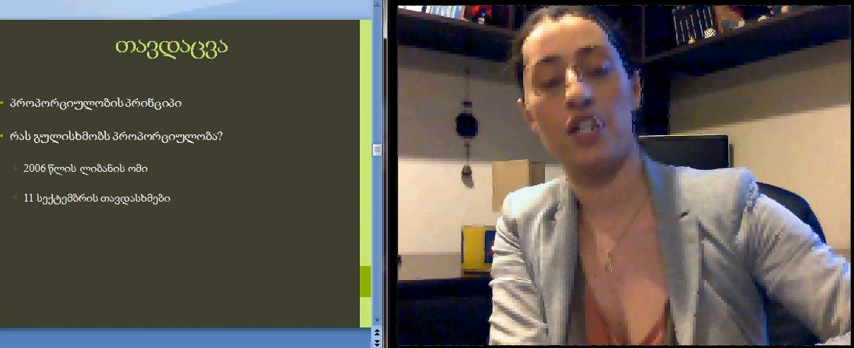 თავდაცვა
პროპორციულობის პრინციპი
რას გულისხმობს პროპორციულობა?
2006 წლის ლიბანის ომი
11 სექტემბრის თავდასხმები